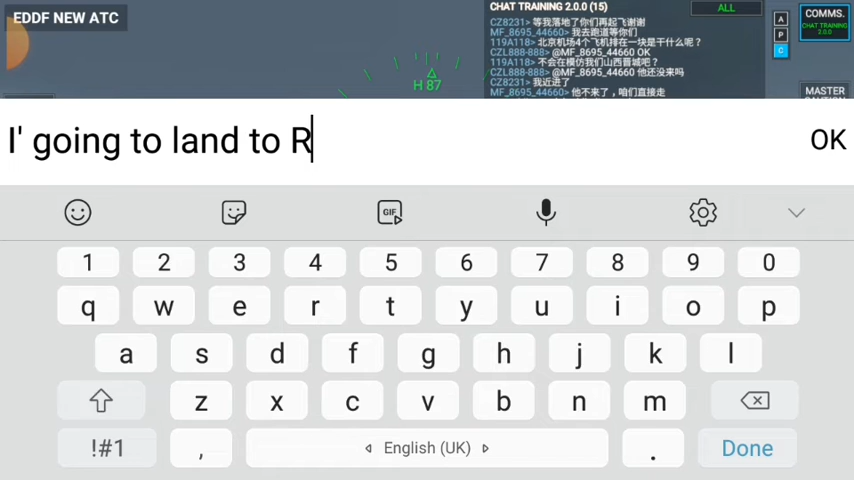 EDDF NEW ATC
CHAT TRAINING 2.0.0 (15)
CZ8231> 等我落地了你们再起飞谢谢
MF_8695_44660> 我去跑道等你们
119A118> 北京机场4个飞机排在一块是干什么呢?
CZL888-888> @MF_8695_44660 OK
119A118> 不会在模仿我们山西晋城吧?
CZL888-888> @MF_8695_44660 他还没来吗
CZ8231> 我近进了
MF_8695_44660> 他不来了, 咱们直接走
ALL
A
P
C
COMMS.
CHAT TRAINING
2.0.0
MASTER
H 87
I' going to land to R
OK
GIF
1 2 3 4 5 6 7 8 9 0
q w e r t y u i o p
a s d f g h j k l
z x c v b n m
!#1 , English (UK) . Done